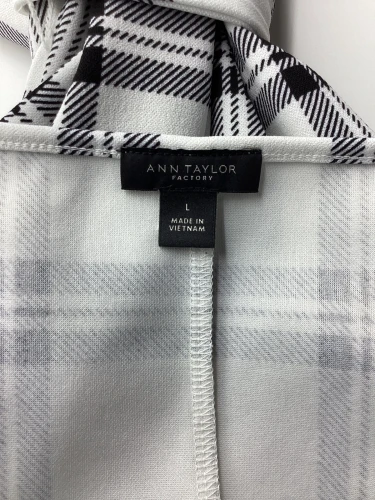 ANN TAYLOR
FACTORY
L
MADE IN
VIETNAM